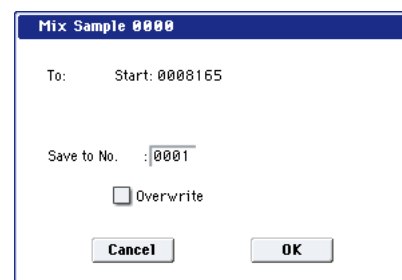 Mix Sample 0000
To: Start: 0008165
Save to No. :0001
Overwrite
Cancel OK